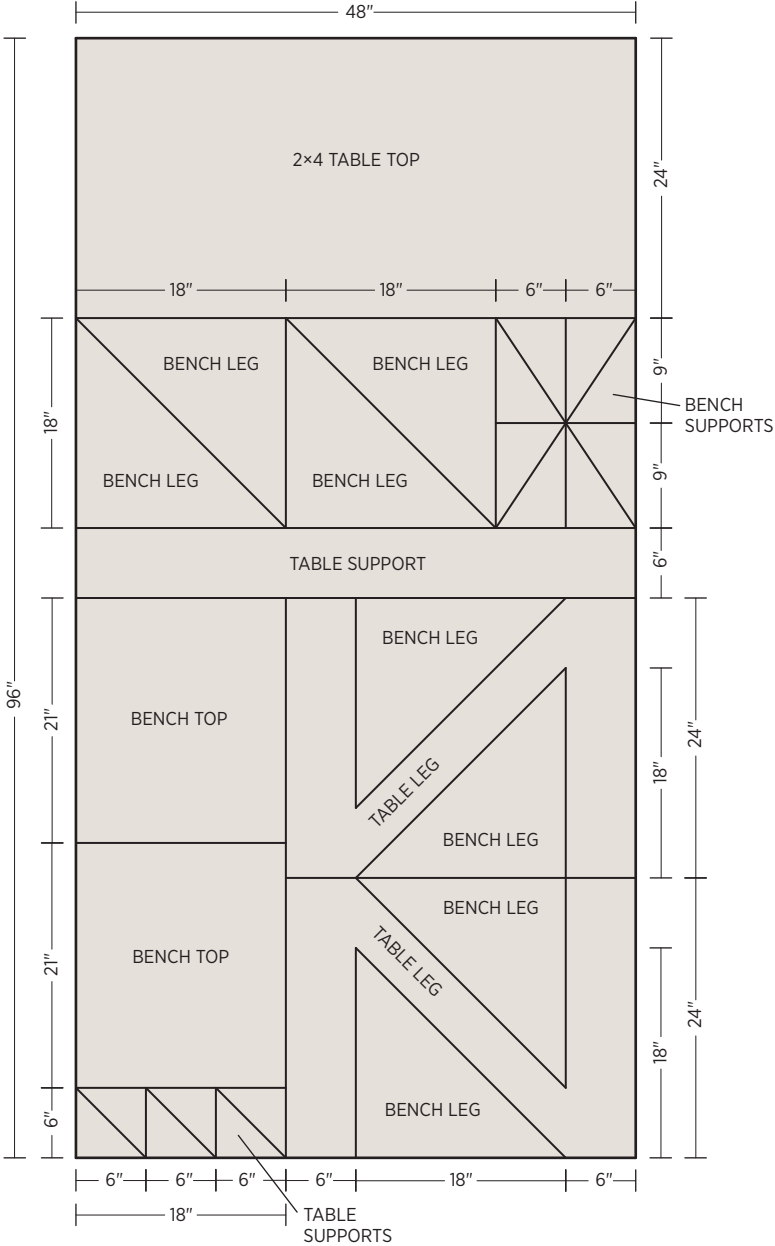 48"
2×4 TABLE TOP
24"
18" 18" 6" 6"
BENCH LEG
BENCH LEG
9"
BENCH
SUPPORTS
18"
BENCH LEG
BENCH LEG
9"
TABLE SUPPORT
6"
96"
21"
BENCH TOP
BENCH LEG
TABLE LEG
BENCH LEG
18"
24"
21"
BENCH TOP
BENCH LEG
TABLE LEG
BENCH LEG
18"
24"
6"
6" 6" 6" 6" 18" 6"
18"
TABLE
SUPPORTS